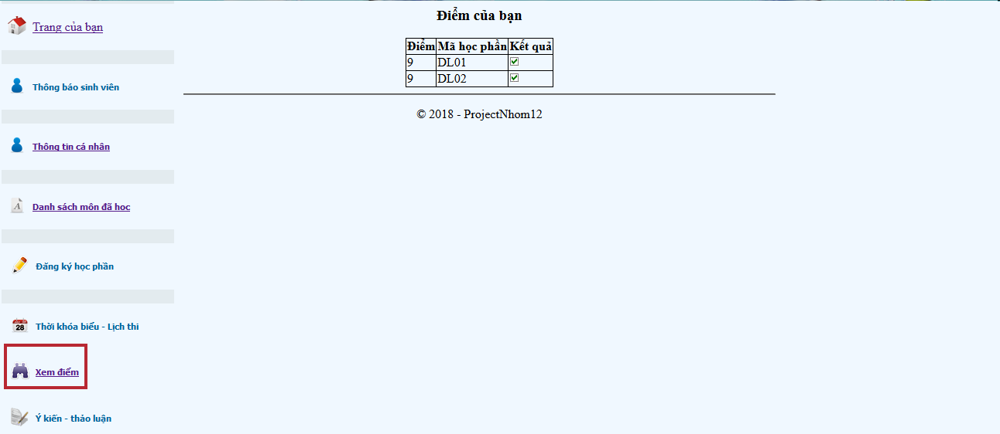 Trang của bạn
Thông báo sinh viên
Thông tin cá nhân
Danh sách môn đã học
Đăng ký học phần
28
Thời khóa biểu - Lịch thi
Xem điểm
Ý kiến - thảo luận
Điểm của bạn
Điểm Mã học phần Kết quả
9 DL01
9 DL02
© 2018 - ProjectNhom12